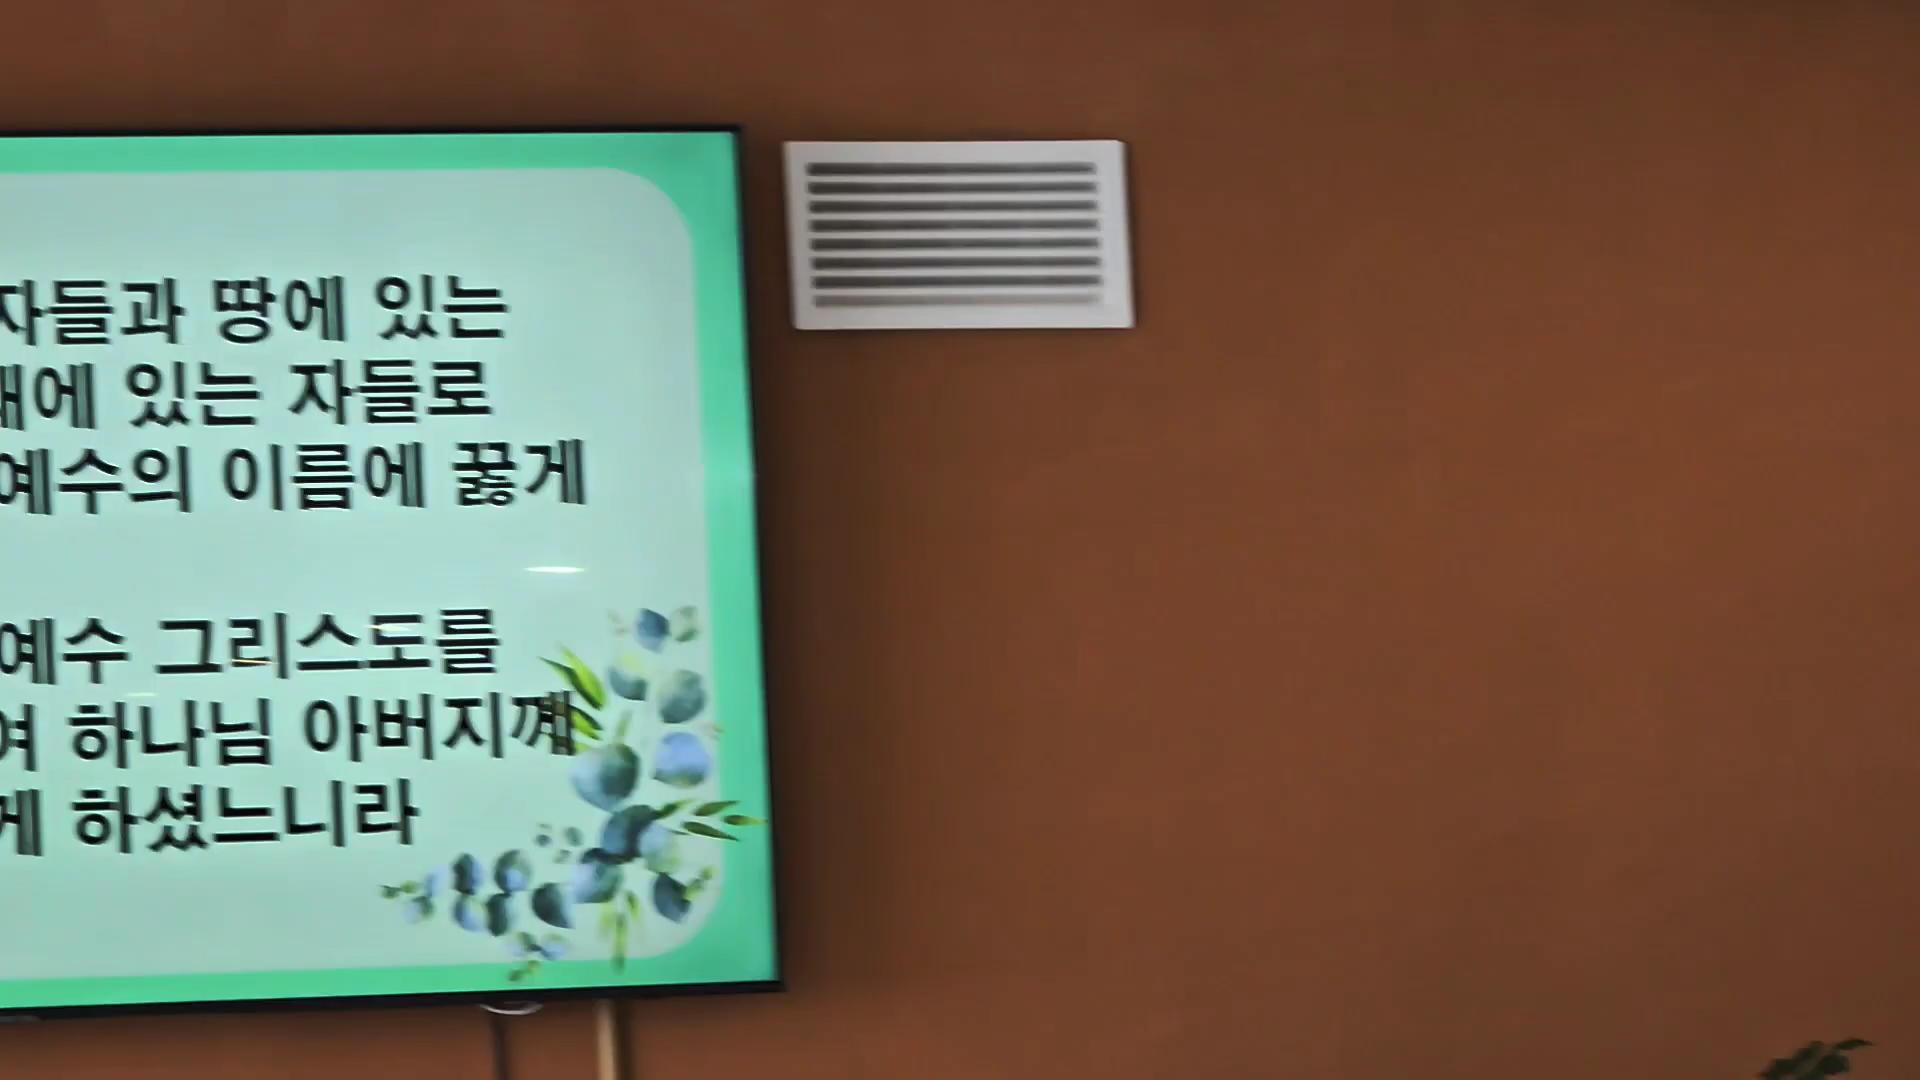 자들과 땅에 있는
에 있는 자들로
예수의 이름에 꿇게
예수 그리스도를
여 하나님 아버지꼐
게 하셨느니라